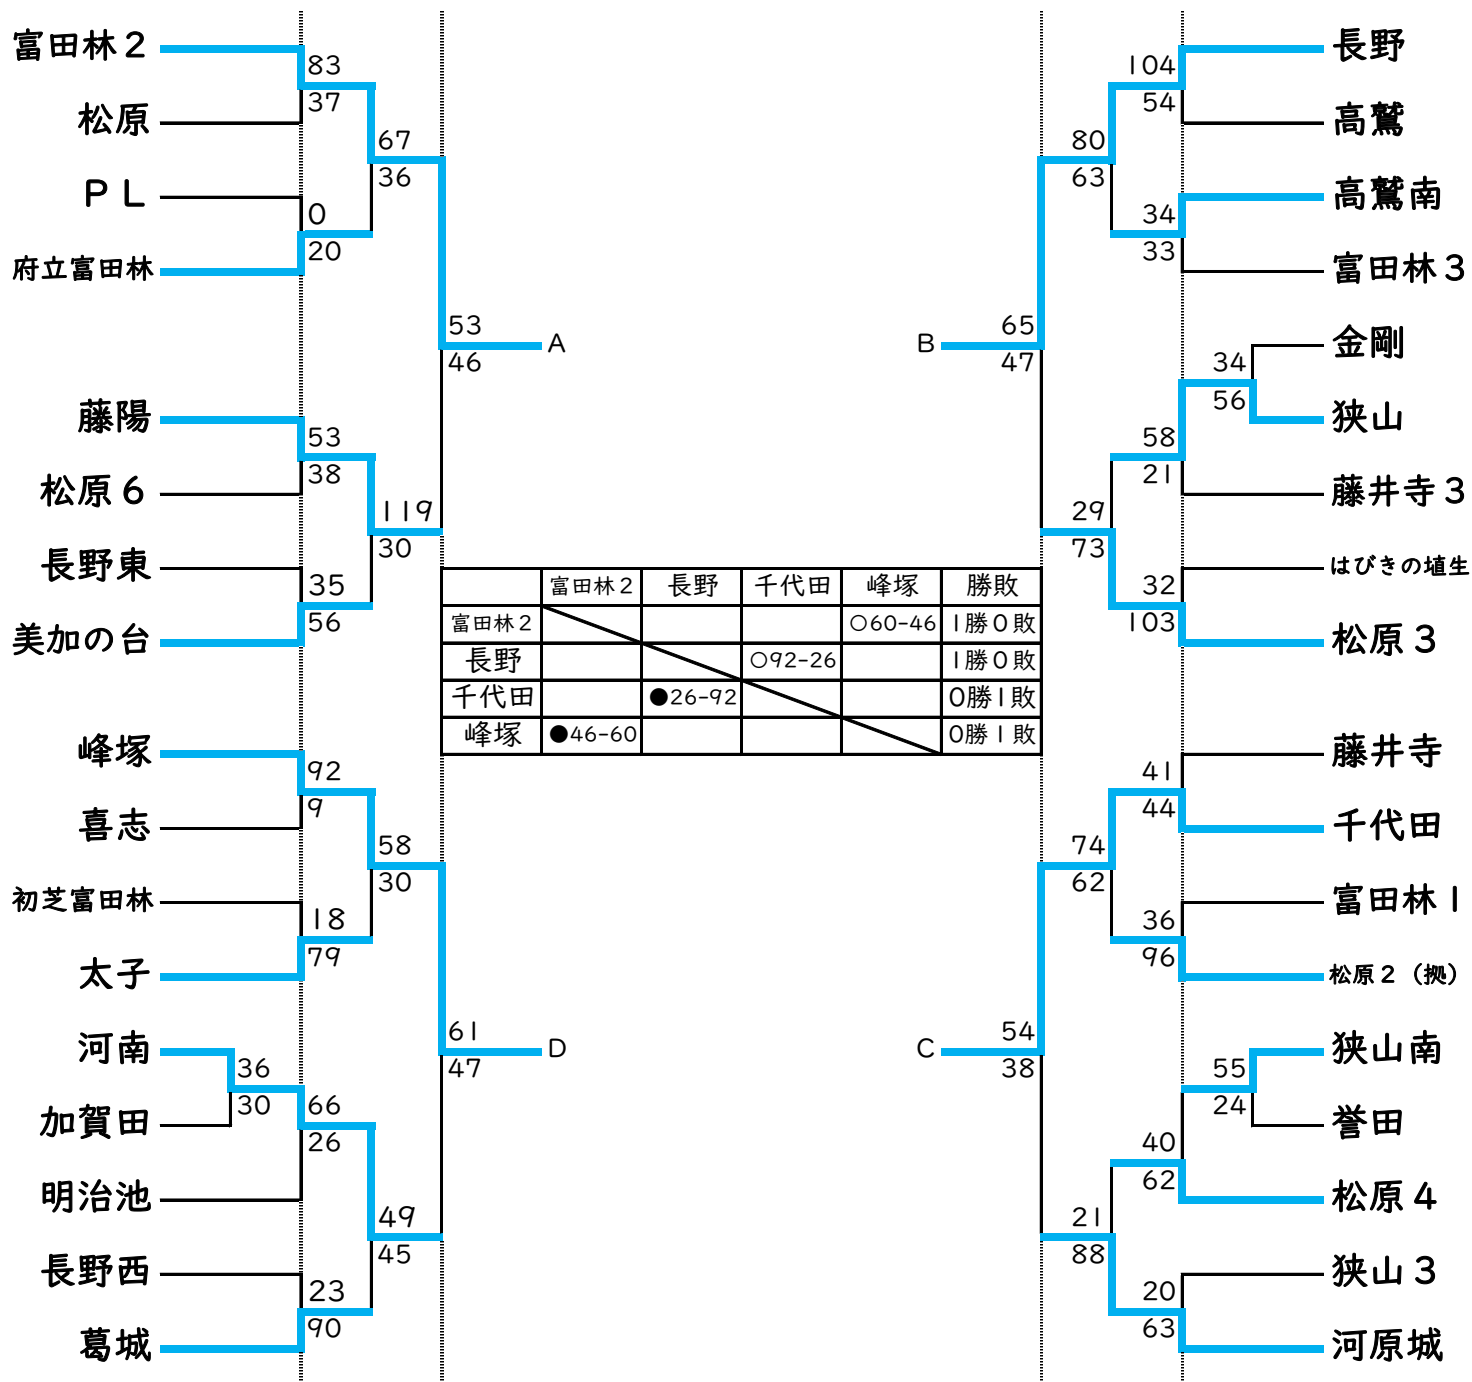 富田林２
83
松原
37
67
ＰＬ
36
0
府立富田林
20
53
A
46
藤陽
53
松原６
38
119
長野東
30
35
美加の台
56
峰塚
92
喜志
9
58
30
初芝富田林
18
太子
79
61
D
47
河南
36
加賀田
30
66
26
明治池
49
長野西
45
23
葛城
90
長野
104
高鷲
54
80
63
高鷲南
34
富田林３
33
65
B
47
金剛
34
狭山
56
58
藤井寺３
21
29
はびきの埴生
73
32
松原３
103
藤井寺
41
千代田
44
74
富田林１
62
36
松原２（拠）
96
54
C
38
狭山南
55
誉田
24
40
松原４
62
21
狭山３
88
20
河原城
63
富田林２ 長野 千代田 峰塚 勝敗
富田林２ ○60-46 1勝0敗
長野 ○92-26 1勝0敗
千代田 ●26-92 0勝1敗
峰塚 ●46-60 0勝1敗